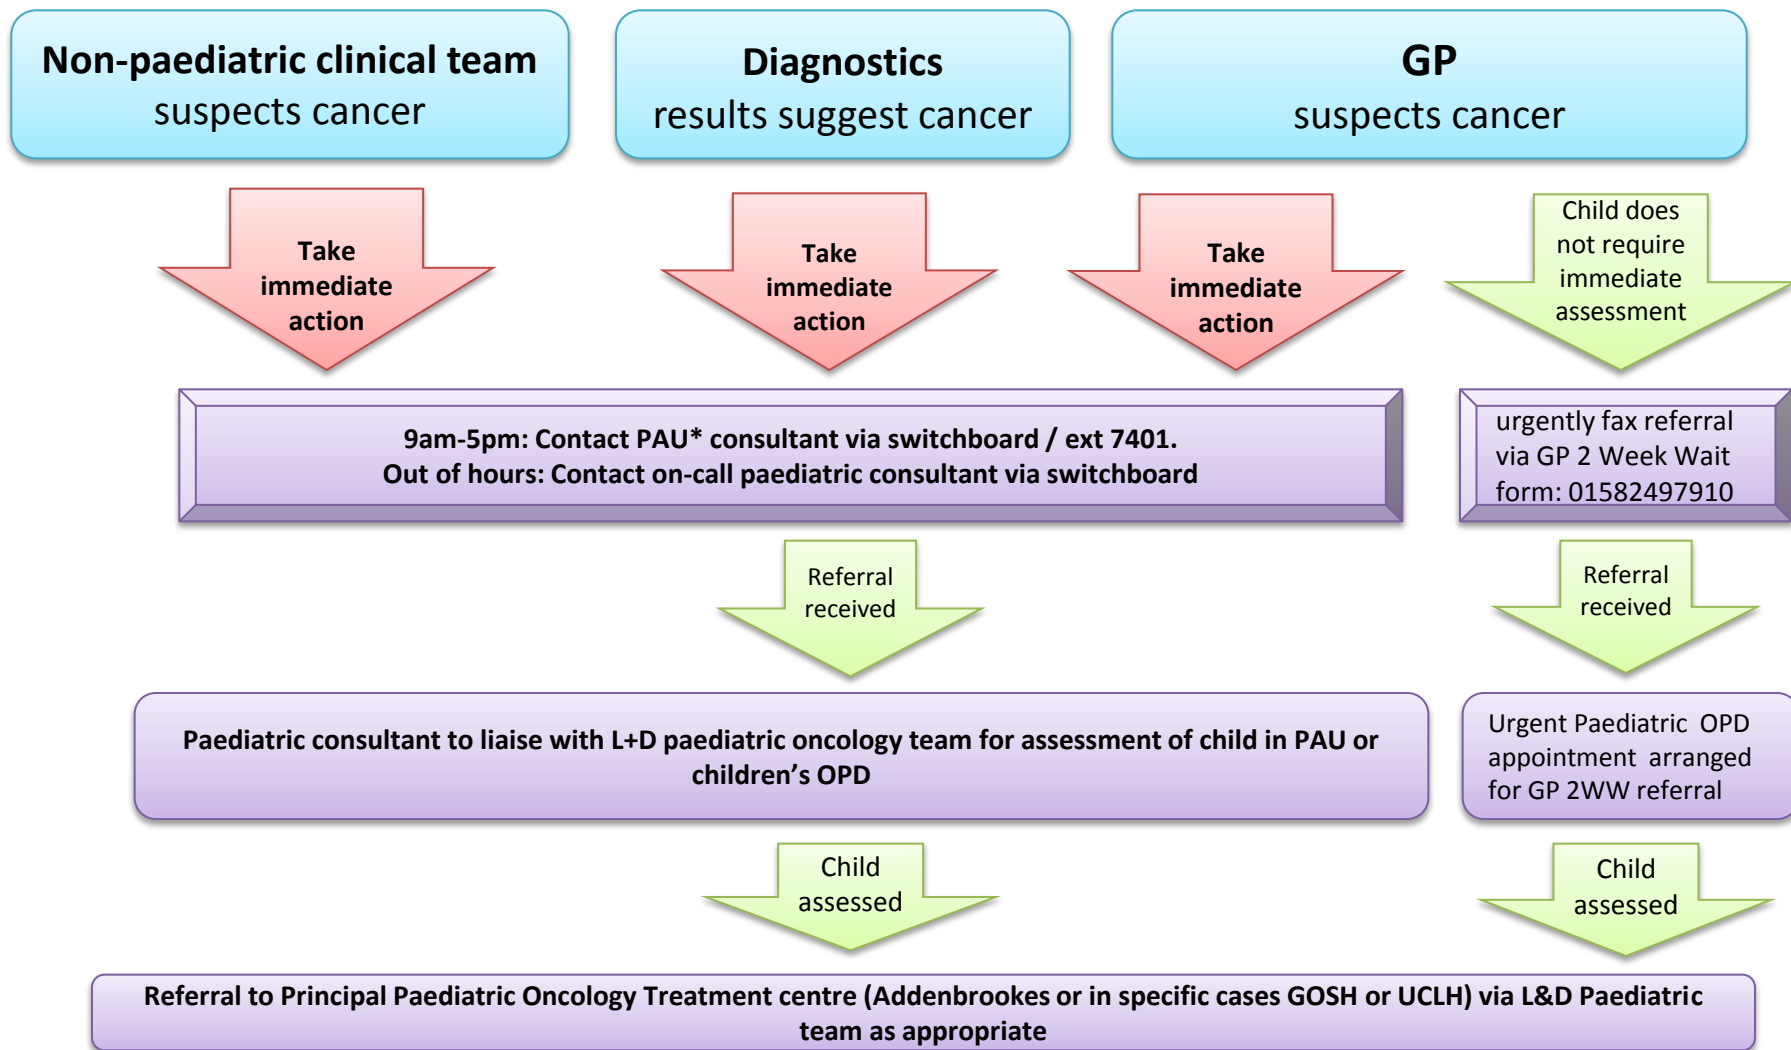 Non-paediatric clinical team
suspects cancer
Diagnostics
results suggest cancer
GP
suspects cancer
Take
immediate
action
Take
immediate
action
Take
immediate
action
Child does
not require
immediate
assessment
9am-5pm: Contact PAU* consultant via switchboard / ext 7401.
Out of hours: Contact on-call paediatric consultant via switchboard
urgently fax referral
via GP 2 Week Wait
form: 01582497910
Referral
received
Referral
received
Paediatric consultant to liaise with L+D paediatric oncology team for assessment of child in PAU or
children’s OPD
Urgent Paediatric OPD
appointment arranged
for GP 2WW referral
Child
assessed
Child
assessed
Referral to Principal Paediatric Oncology Treatment centre (Addenbrookes or in specific cases GOSH or UCLH) via L&D Paediatric
team as appropriate